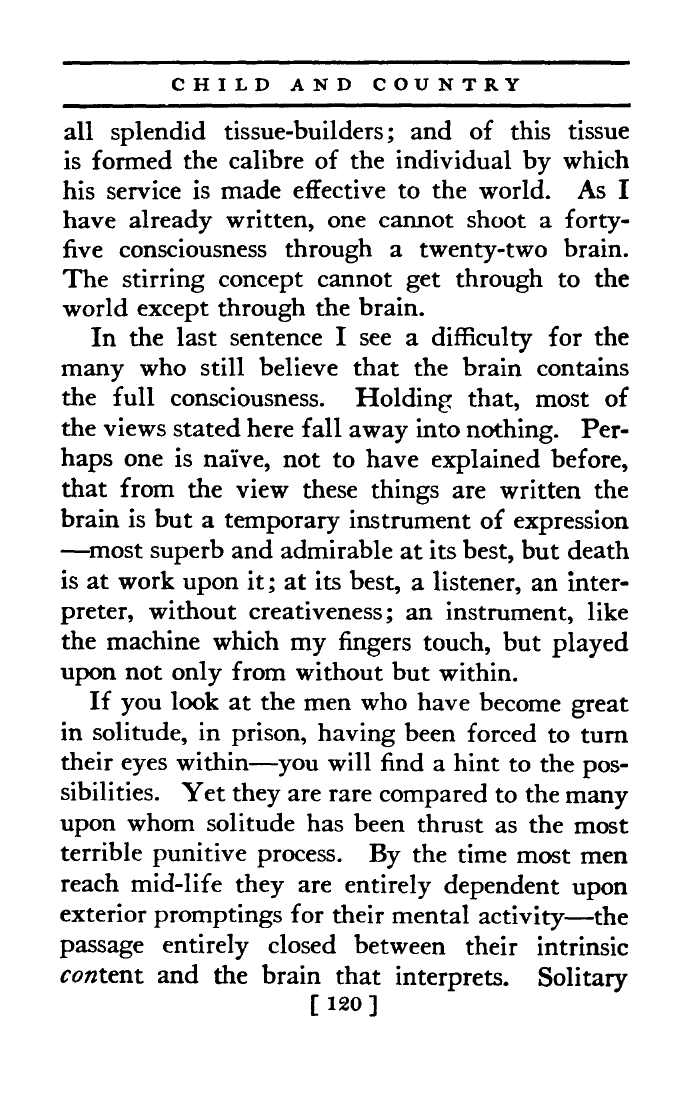 CHILD AND COUNTRY
all splendid tissue-builders; and of this tissue
is formed the calibre of the individual by which
his service is made effective to the world. As I
have already written, one cannot shoot a forty-
five consciousness through a twenty-two brain.
The stirring concept cannot get through to the
world except through the brain.
In the last sentence I see a difficulty for the
many who still believe that the brain contains
the full consciousness. Holding that, most of
the views stated here fall away into nothing. Per-
haps one is naïve, not to have explained before,
that from the view these things are written the
brain is but a temporary instrument of expression
—most superb and admirable at its best, but death
is at work upon it; at its best, a listener, an inter-
preter, without creativeness; an instrument, like
the machine which my fingers touch, but played
upon not only from without but within.
If you look at the men who have become great
in solitude, in prison, having been forced to turn
their eyes within—you will find a hint to the pos-
sibilities. Yet they are rare compared to the many
upon whom solitude has been thrust as the most
terrible punitive process. By the time most men
reach mid-life they are entirely dependent upon
exterior promptings for their mental activity—the
passage entirely closed between their intrinsic
content and the brain that interprets. Solitary
[ 120 ]